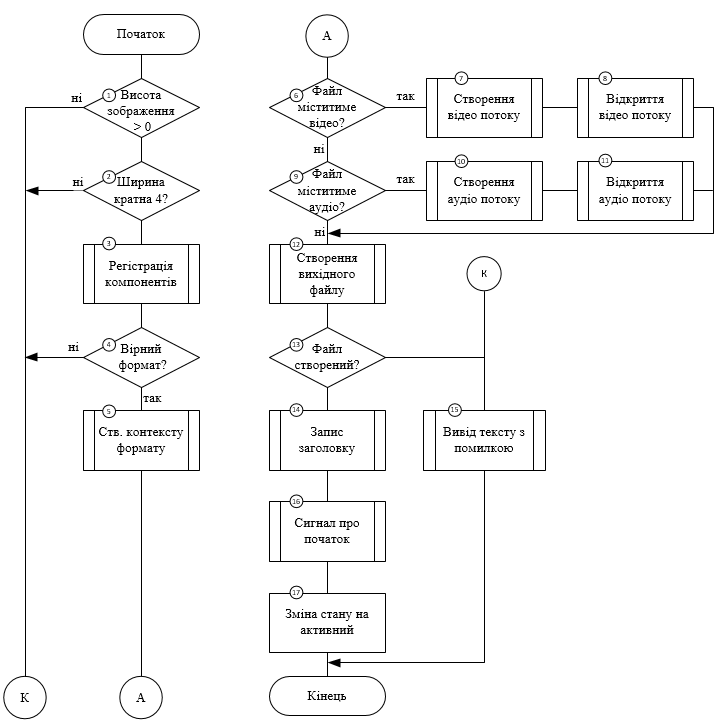 Початок
1
Висота
зображення
> 0
ні
2
Ширина
кратна 4?
ні
3
Регістрація
компонентів
4
Вірний
формат?
ні
так
5
Ств. контексту
формату
К
А
А
6
Файл
міститиме
відео?
так
7
Створення
відео потоку
8
Відкриття
відео потоку
ні
9
Файл
міститиме
аудіо?
так
10
Створення
аудіо потоку
11
Відкриття
аудіо потоку
ні
12
Створення
вихідного
файлу
К
13
Файл
створений?
14
Запис
заголовку
15
Вивід тексту з
помилкою
16
Сигнал про
початок
17
Зміна стану на
активний
Кінець